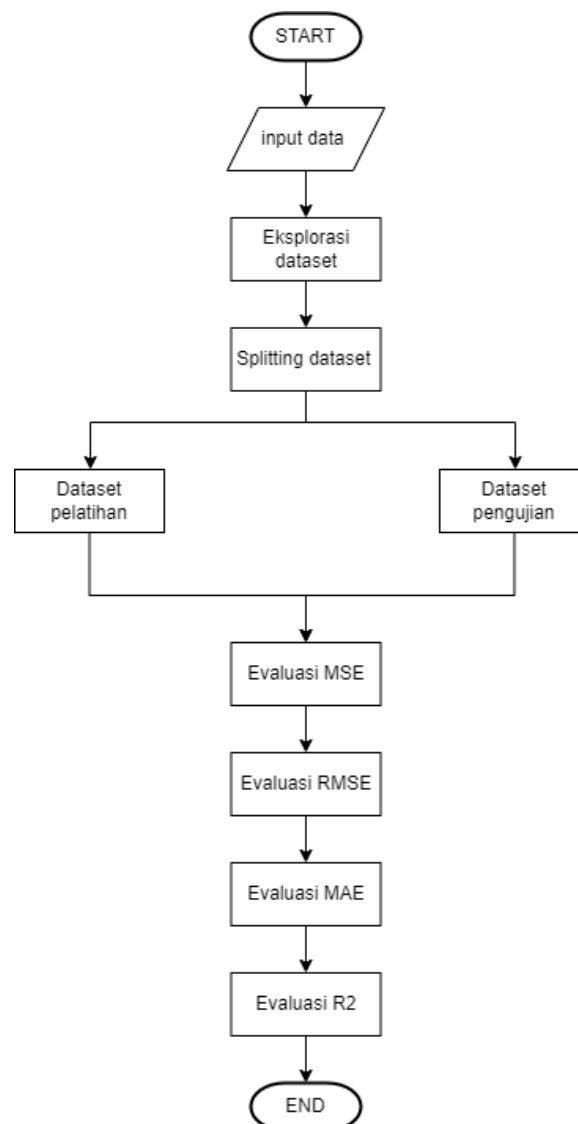 START
input data
Eksplorasi
dataset
Splitting dataset
Dataset
pelatihan
Dataset
pengujian
Evaluasi MSE
Evaluasi RMSE
Evaluasi MAE
Evaluasi R2
END